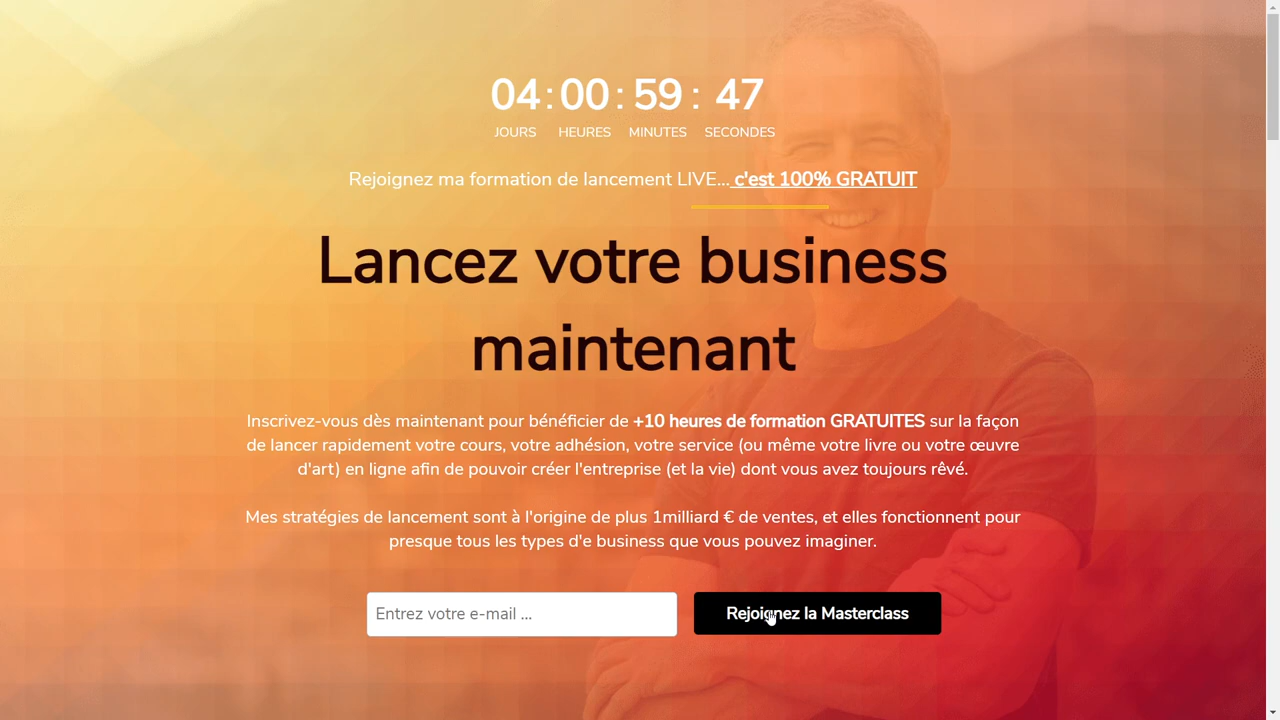 04 : 00 : 59 : 47
JOURS HEURES MINUTES SECONDES
Rejoignez ma formation de lancement LIVE... c'est 100% GRATUIT
Lancez votre business
maintenant
Inscrivez-vous dès maintenant pour bénéficier de +10 heures de formation GRATUITES sur la façon
de lancer rapidement votre cours, votre adhésion, votre service (ou même votre livre ou votre œuvre
d'art) en ligne afin de pouvoir créer l'entreprise (et la vie) dont vous avez toujours rêvé.
Mes stratégies de lancement sont à l'origine de plus 1milliard € de ventes, et elles fonctionnent pour
presque tous les types d'e business que vous pouvez imaginer.
Entrez votre e-mail ...
Rejoignez la Masterclass